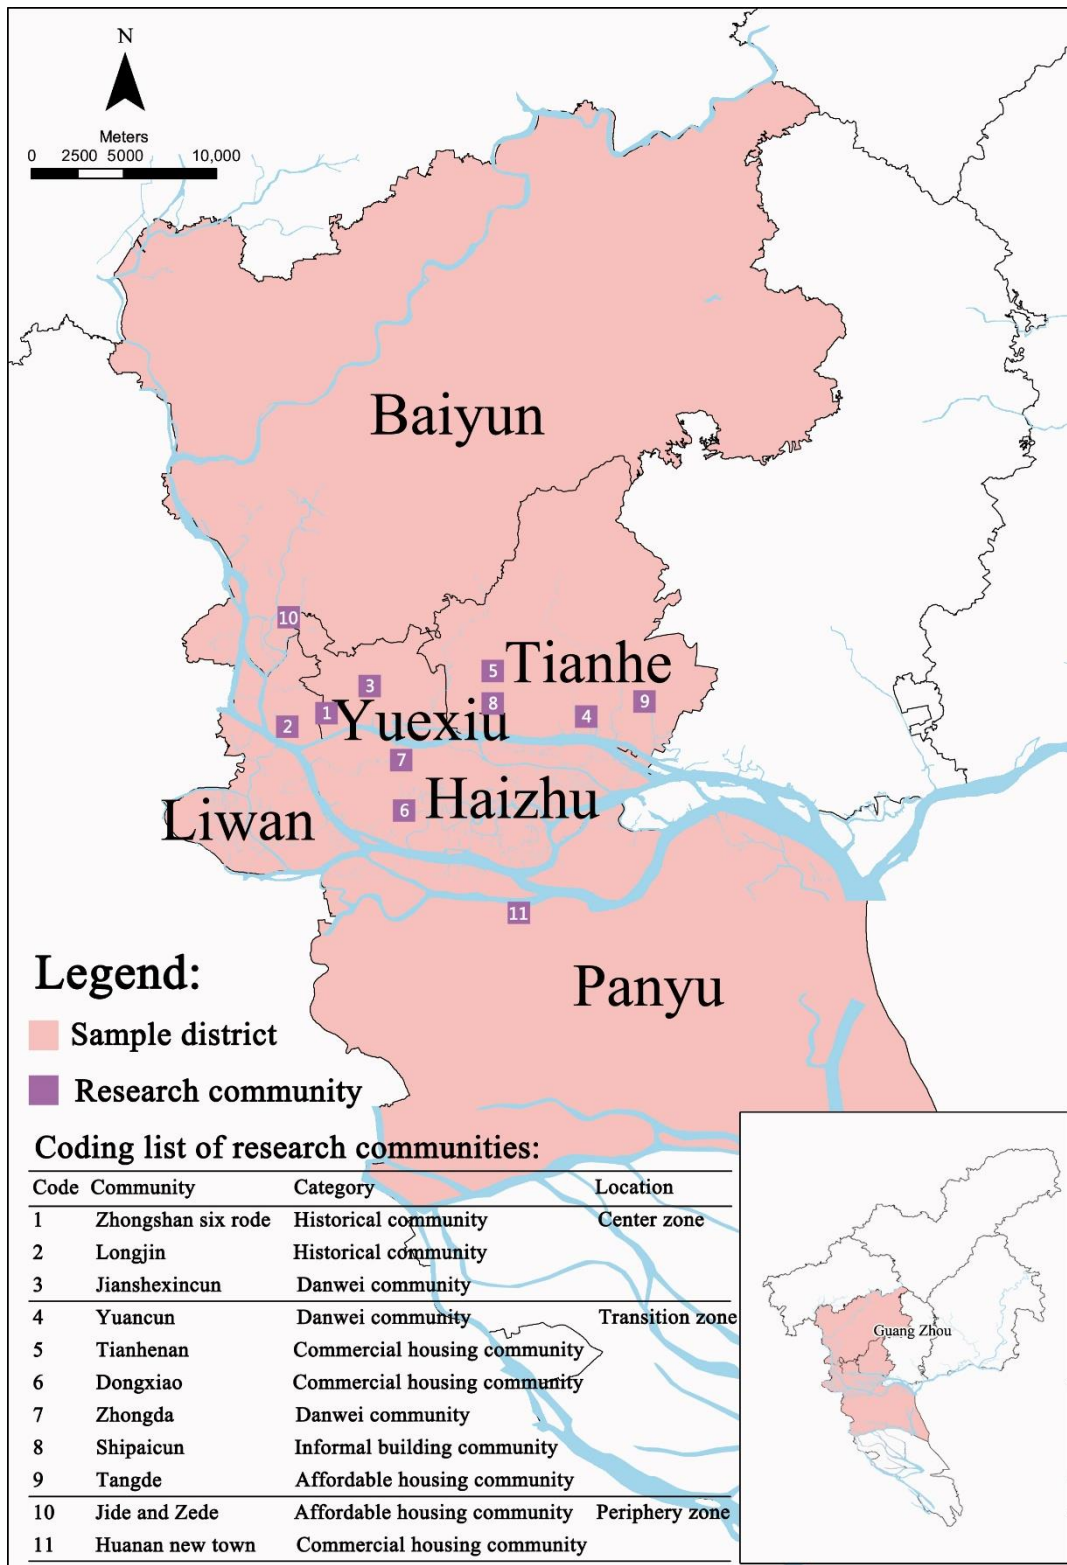 N
Meters
0 2500 5000 10,000
Baiyun
10
5 Tianhe
3
8
9
4
1
Yuexiu
2
7
Haizhu
6
Liwan
11
Panyu
Legend:
Sample district
Research community
Coding list of research communities:
Code Community Category Location
1 Zhongshan six rode Historical community Center zone
2 Longjin Historical community
3 Jianshexincun Danwei community
4 Yuancun Danwei community Transition zone
5 Tianhenan Commercial housing community
6 Dongxiao Commercial housing community
7 Zhongda Danwei community
8 Shipaicun Informal building community
9 Tangde Affordable housing community
10 Jide and Zede Affordable housing community Periphery zone
11 Huanan new town Commercial housing community
Guang Zhou